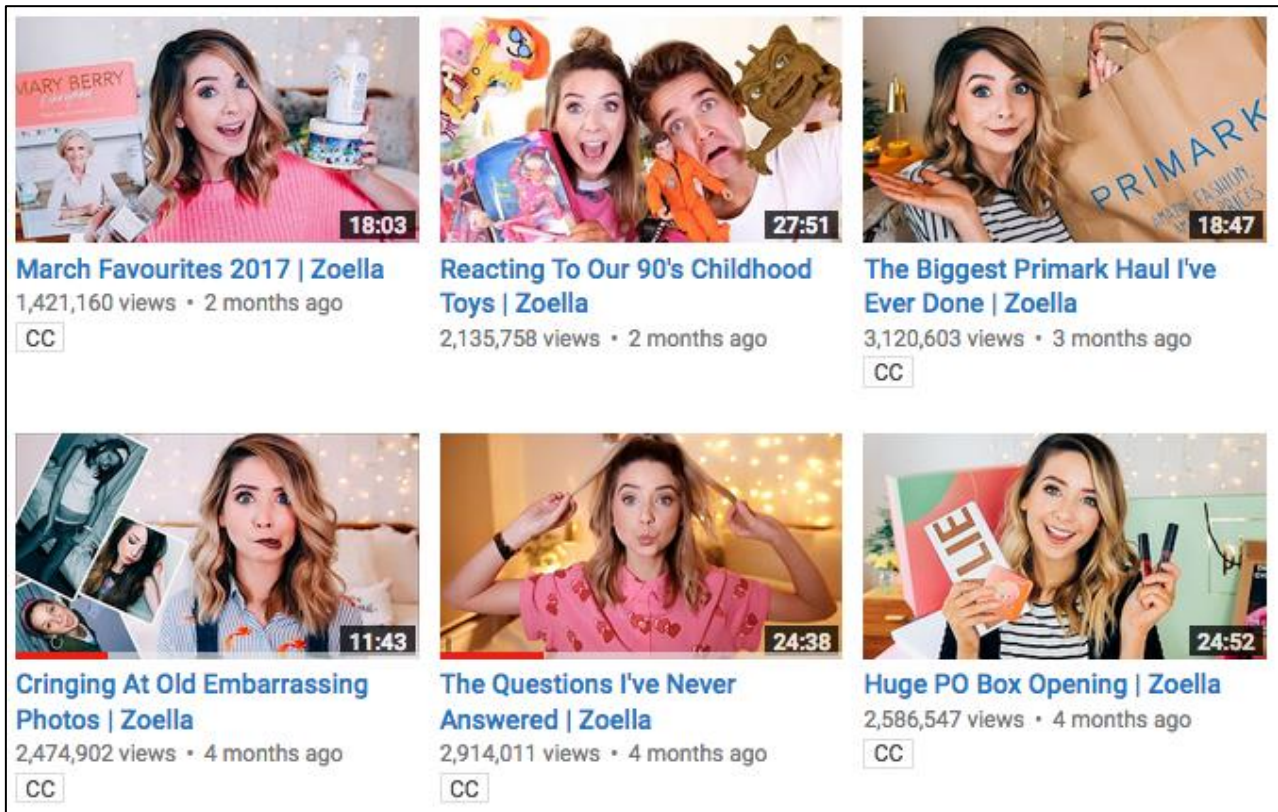 MARY BERRY
18:03
27:51
PRIMARK
18:47
March Favourites 2017 | Zoella
1,421,160 views • 2 months ago
CC
Reacting To Our 90's Childhood
Toys | Zoella
2,135,758 views • 2 months ago
The Biggest Primark Haul I've
Ever Done | Zoella
3,120,603 views • 3 months ago
CC
11:43
24:38
LIE
24:52
Cringing At Old Embarrassing
Photos | Zoella
2,474,902 views • 4 months ago
CC
The Questions I've Never
Answered | Zoella
2,914,011 views • 4 months ago
CC
Huge PO Box Opening | Zoella
2,586,547 views • 4 months ago
CC